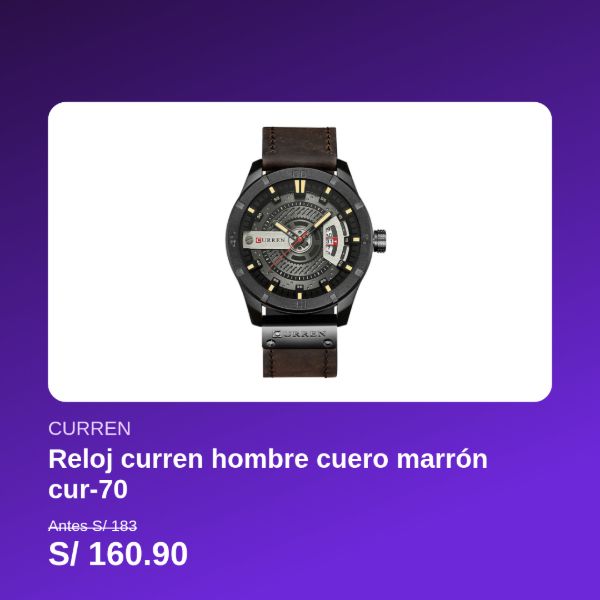 CURREN
CURREN
CURREN
Reloj curren hombre cuero marrón
cur-70
Antes S/ 183
S/ 160.90